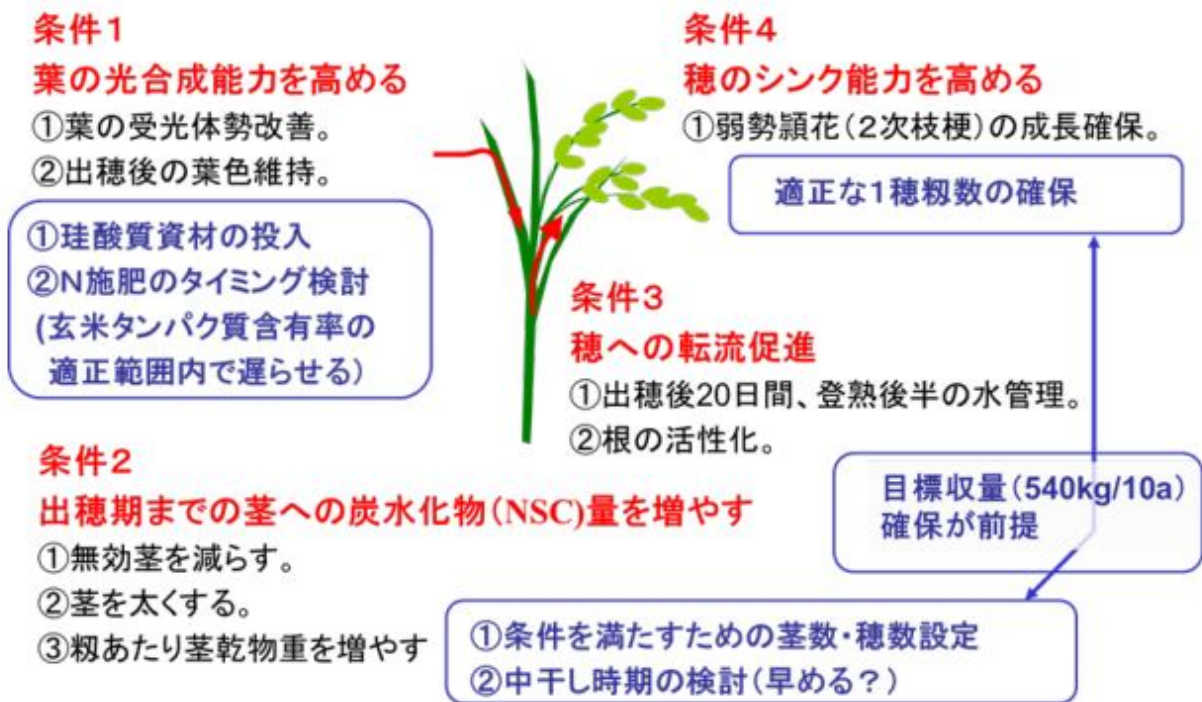 条件1
葉の光合成能力を高める
①葉の受光体勢改善。
②出穂後の葉色維持。
①珪酸質資材の投入
②N施肥のタイミング検討
(玄米タンパク質含有率の
適正範囲内で遅らせる)
条件4
穂のシンク能力を高める
①弱勢頴花(2次枝梗)の成長確保。
適正な1穂籾数の確保
条件3
穂への転流促進
①出穂後20日間、登熟後半の水管理。
②根の活性化。
条件2
出穂期までの茎への炭水化物(NSC)量を増やす
①無効茎を減らす。
②茎を太くする。
③籾あたり茎乾物重を増やす
目標収量(540kg/10a)
確保が前提
①条件を満たすための茎数・穂数設定
②中干し時期の検討(早める?)